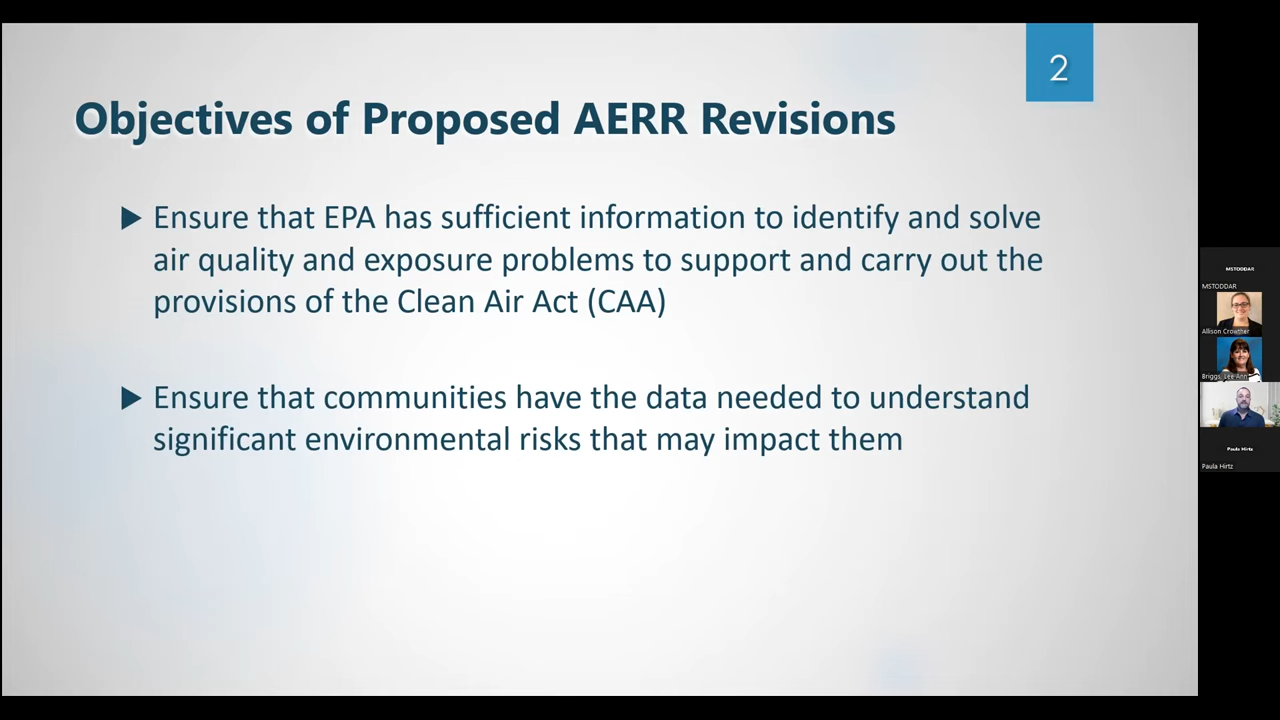 2
Objectives of Proposed AERR Revisions
Ensure that EPA has sufficient information to identify and solve
air quality and exposure problems to support and carry out the
provisions of the Clean Air Act (CAA)
Ensure that communities have the data needed to understand
significant environmental risks that may impact them
MSTODDAR
MSTODDAR
Allison Crowther
Briggs, Lee Ann
Paula Hirtz
Paula Hirtz